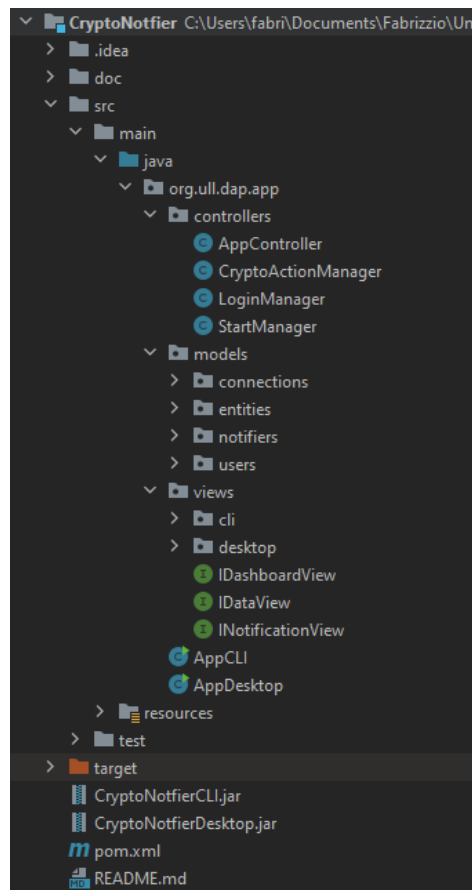 CryptoNotfier C:\Users\fabri\Documents\Fabrizzio\Un
.idea
doc
src
main
java
org.ull.dap.app
controllers
AppController
CryptoActionManager
LoginManager
StartManager
models
connections
entities
notifiers
users
views
cli
desktop
IDashboardView
IDataView
INotificationView
AppCLI
AppDesktop
resources
test
target
CryptoNotfierCLI.jar
CryptoNotfierDesktop.jar
pom.xml
README.md